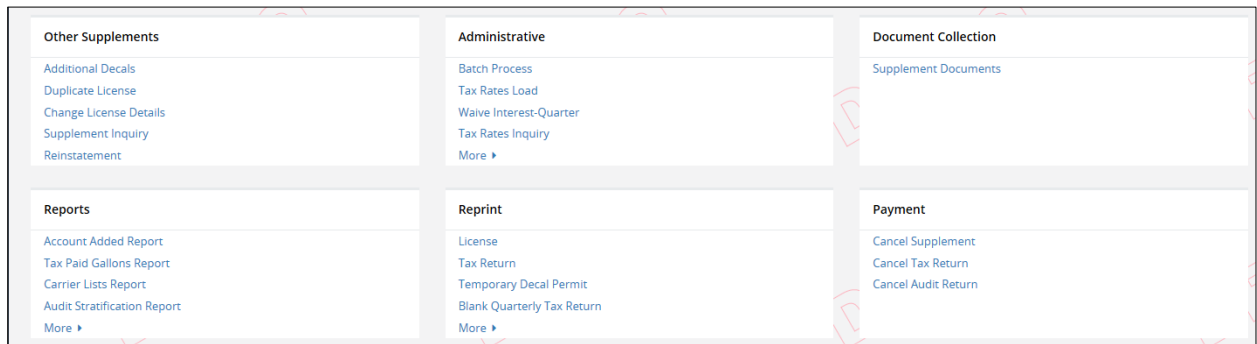 Other Supplements
Additional Decals
Duplicate License
Change License Details
Supplement Inquiry
Reinstatement
Administrative
Batch Process
Tax Rates Load
Waive Interest-Quarter
Tax Rates Inquiry
More
Document Collection
Supplement Documents
Reports
Account Added Report
Tax Paid Gallons Report
Carrier Lists Report
Audit Stratification Report
More
Reprint
License
Tax Return
Temporary Decal Permit
Blank Quarterly Tax Return
More
Payment
Cancel Supplement
Cancel Tax Return
Cancel Audit Return